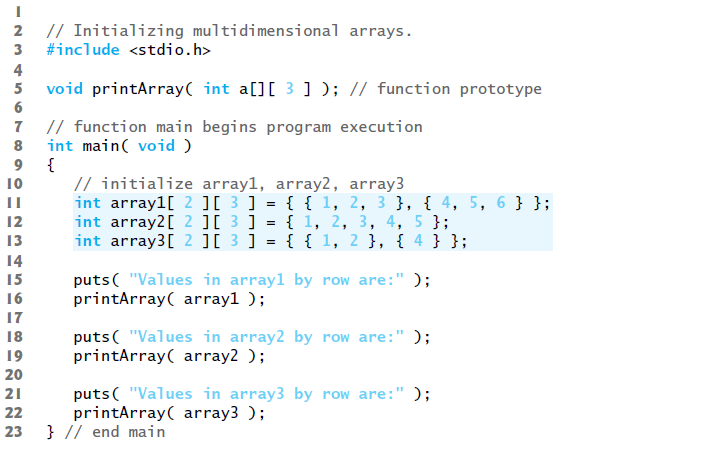 1
2 // Initializing multidimensional arrays.
3 #include <stdio.h>
4
5 void printArray( int a[][ 3 ] ); // function prototype
6
7 // function main begins program execution
8 int main( void )
9 {
10 // initialize array1, array2, array3
11 int array1[ 2 ][ 3 ] = { { 1, 2, 3 }, { 4, 5, 6 } };
12 int array2[ 2 ][ 3 ] = { 1, 2, 3, 4, 5 };
13 int array3[ 2 ][ 3 ] = { { 1, 2 }, { 4 } };
14
15 puts( "Values in array1 by row are:" );
16 printArray( array1 );
17
18 puts( "Values in array2 by row are:" );
19 printArray( array2 );
20
21 puts( "Values in array3 by row are:" );
22 printArray( array3 );
23 } // end main